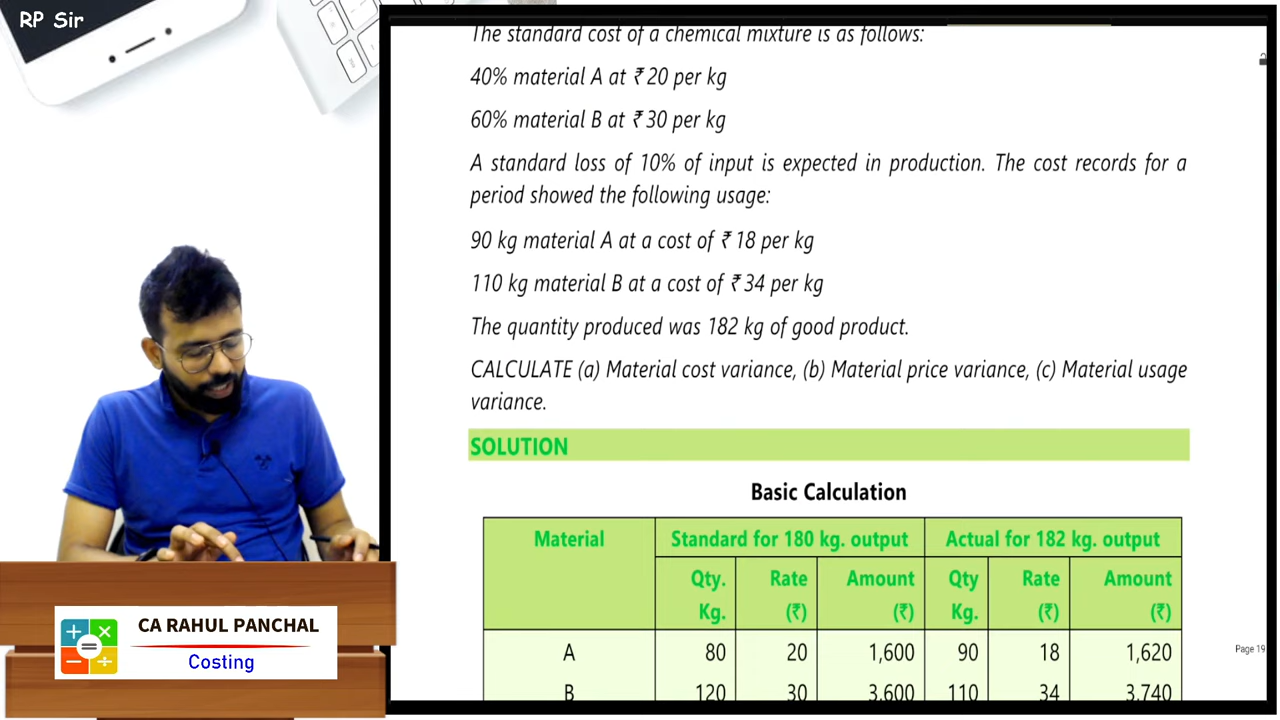 RP Sir
The standard cost of a chemical mixture is as follows:
40% material A at ₹ 20 per kg
60% material B at ₹ 30 per kg
A standard loss of 10% of input is expected in production. The cost records for a
period showed the following usage:
90 kg material A at a cost of ₹ 18 per kg
110 kg material B at a cost of ₹ 34 per kg
The quantity produced was 182 kg of good product.
CALCULATE (a) Material cost variance, (b) Material price variance, (c) Material usage
variance.
SOLUTION
Basic Calculation
Material Standard for 180 kg. output Actual for 182 kg. output
Qty. Rate Amount Qty Rate Amount
Kg. (₹) (₹) Kg. (₹) (₹)
A 80 20 1,600 90 18 1,620
B 120 30 3,600 110 34 3,740
Page 19
CA RAHUL PANCHAL
Costing